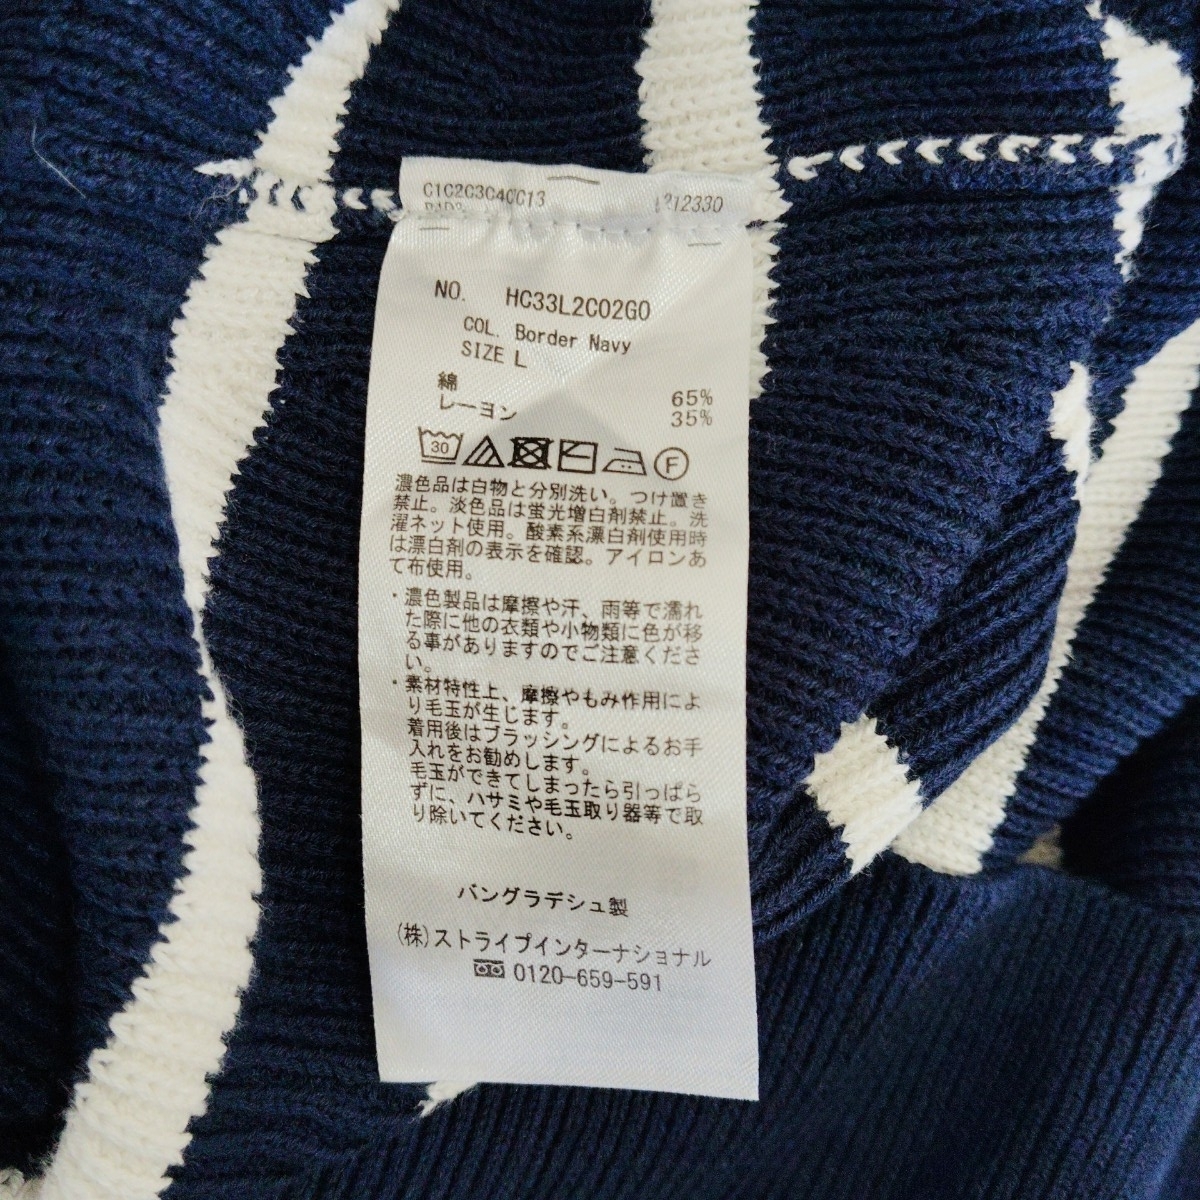 C1C2C3C4
C13
212330
NO. HC33L2C02G0
COL. Border Navy
SIZE L
綿 65%
レーヨン 35%
30 F
濃色品は白物と分別洗い。つけ置き
禁止。淡色品は蛍光増白剤禁止。洗
濯ネット使用。酸素系漂白剤使用時
は漂白剤の表示を確認。アイロンあ
て布使用。
・濃色製品は摩擦や汗、雨等で濡れ
た際に他の衣類や小物類に色が移
る事がありますのでご注意くださ
い。
・素材特性上、摩擦やもみ作用によ
り毛玉が生じます。
着用後はブラッシングによるお手
入れをお勧めします。
毛玉ができてしまったら引っぱら
ずに、ハサミや毛玉取り器等で取
り除いてください。
バングラデシュ製
(株)ストライプインターナショナル
0120-659-591